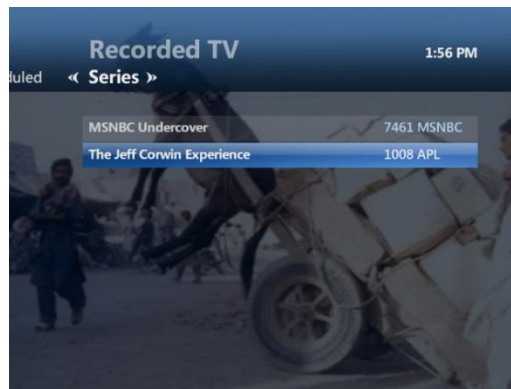 Recorded TV
1:56 PM
duled « Series »
MSNBC Undercover 7461 MSNBC
The Jeff Corwin Experience 1008 APL